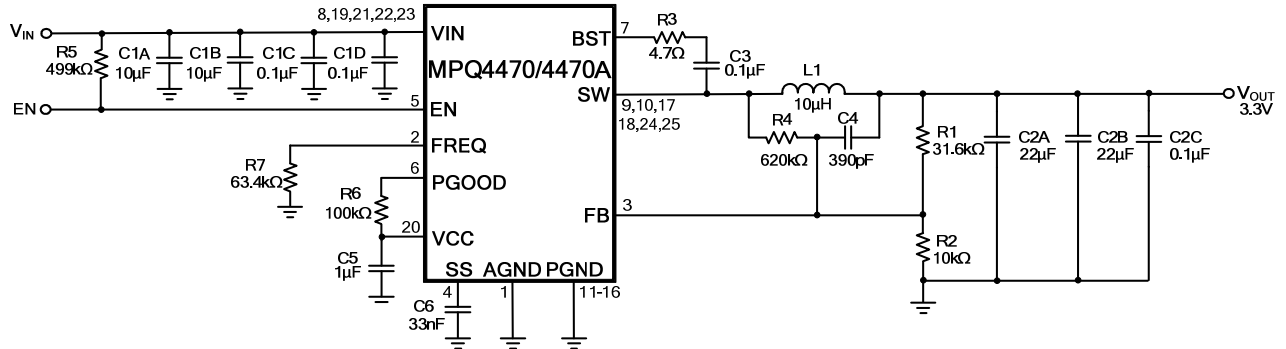 8,19,21,22,23
VIN
R5
499kΩ
C1A
10µF
C1B
10µF
C1C
0.1µF
C1D
0.1µF
VIN
BST
7
R3
4.7Ω
C3
0.1µF
MPQ4470/4470A
SW
9,10,17
18,24,25
L1
10µH
VOUT
3.3V
EN
5
EN
R4
620kΩ
C4
390pF
R1
31.6kΩ
C2A
22µF
C2B
22µF
C2C
0.1µF
2
FREQ
R7
63.4kΩ
6
PGOOD
R6
100kΩ
FB
3
20
VCC
C5
1µF
R2
10kΩ
SS
AGND
PGND
4
1
11-16
C6
33nF